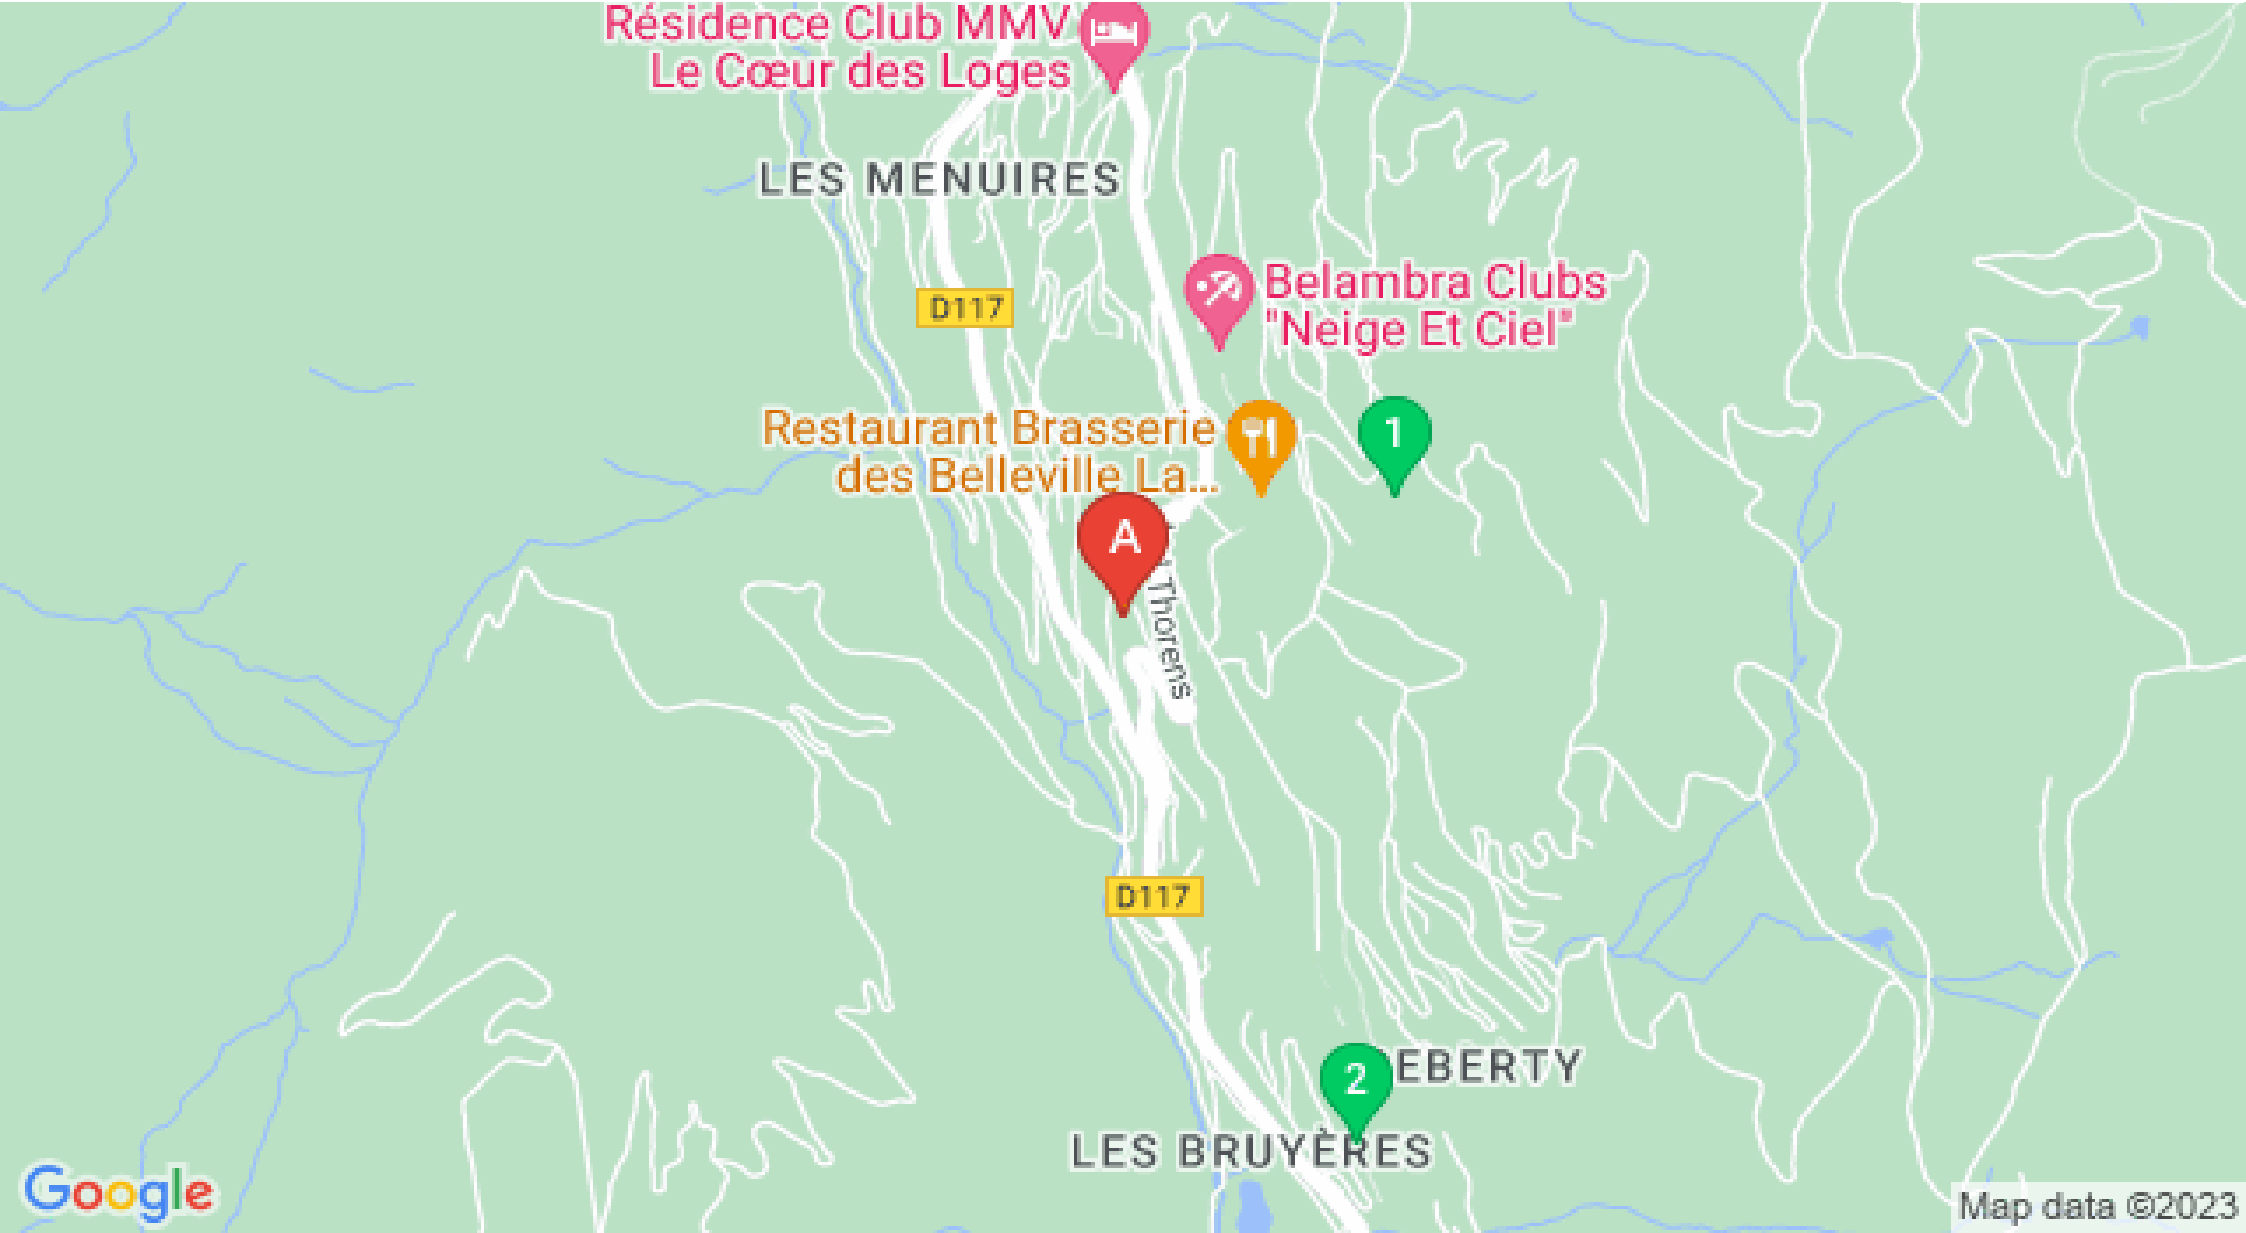 Résidence Club MMV
Le Cœur des Loges
LES MENUIRES
Belambra Clubs
"Neige Et Ciel"
D117
Restaurant Brasserie
des Belleville La...
1
A
Thorens
D117
2
EBERTY
LES BRUYÈRES
Google
Map data ©2023